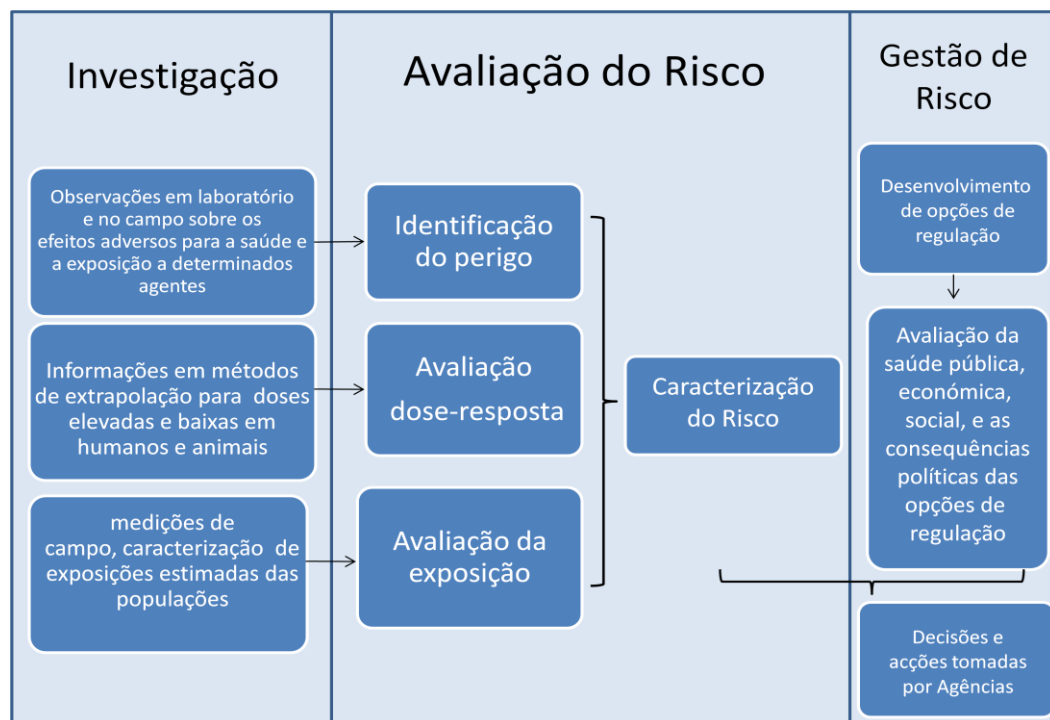 Investigação
Observações em laboratório
e no campo sobre os
efeitos adversos para a saúde e
a exposição a determinados
agentes
Informações em métodos
de extrapolação para doses
elevadas e baixas em
humanos e animais
medições de
campo, caracterização de
exposições estimadas das
populações
Avaliação do Risco
Identificação
do perigo
Avaliação
dose-resposta
Avaliação da
exposição
Caracterização
do Risco
Gestão de
Risco
Desenvolvimento
de opções de
regulação
Avaliação da
saúde pública,
económica,
social, e as
consequências
políticas das
opções de
regulação
Decisões e
acções tomadas
por Agências